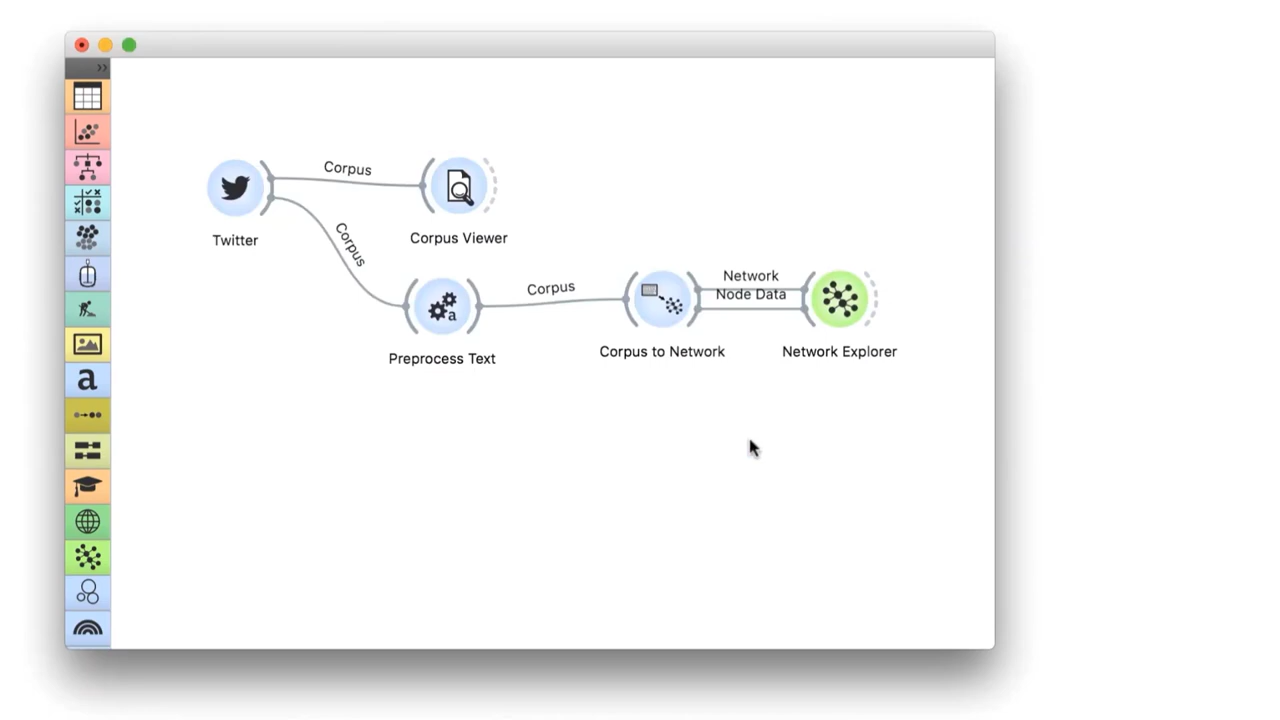 Corpus
Twitter
Corpus Viewer
Corpus
Preprocess Text
Corpus
Corpus to Network
Network
Node Data
Network Explorer